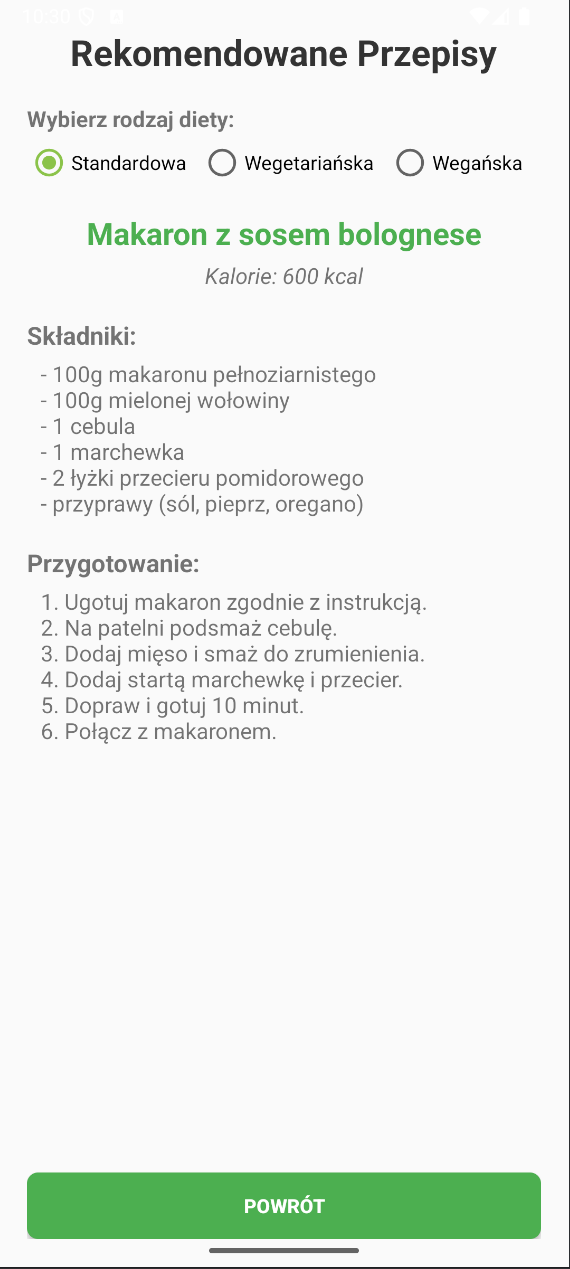 10:30
Rekomendowane Przepisy
Wybierz rodzaj diety:
Standardowa Wegetariańska Wegańska
Makaron z sosem bolognese
Kalorie: 600 kcal
Składniki:
- 100g makaronu pełnoziarnistego
- 100g mielonej wołowiny
- 1 cebula
- 1 marchewka
- 2 łyżki przecieru pomidorowego
- przyprawy (sól, pieprz, oregano)
Przygotowanie:
1. Ugotuj makaron zgodnie z instrukcją.
2. Na patelni podsmaż cebulę.
3. Dodaj mięso i smaż do zrumienienia.
4. Dodaj startą marchewkę i przecier.
5. Dopraw i gotuj 10 minut.
6. Połącz z makaronem.
POWRÓT